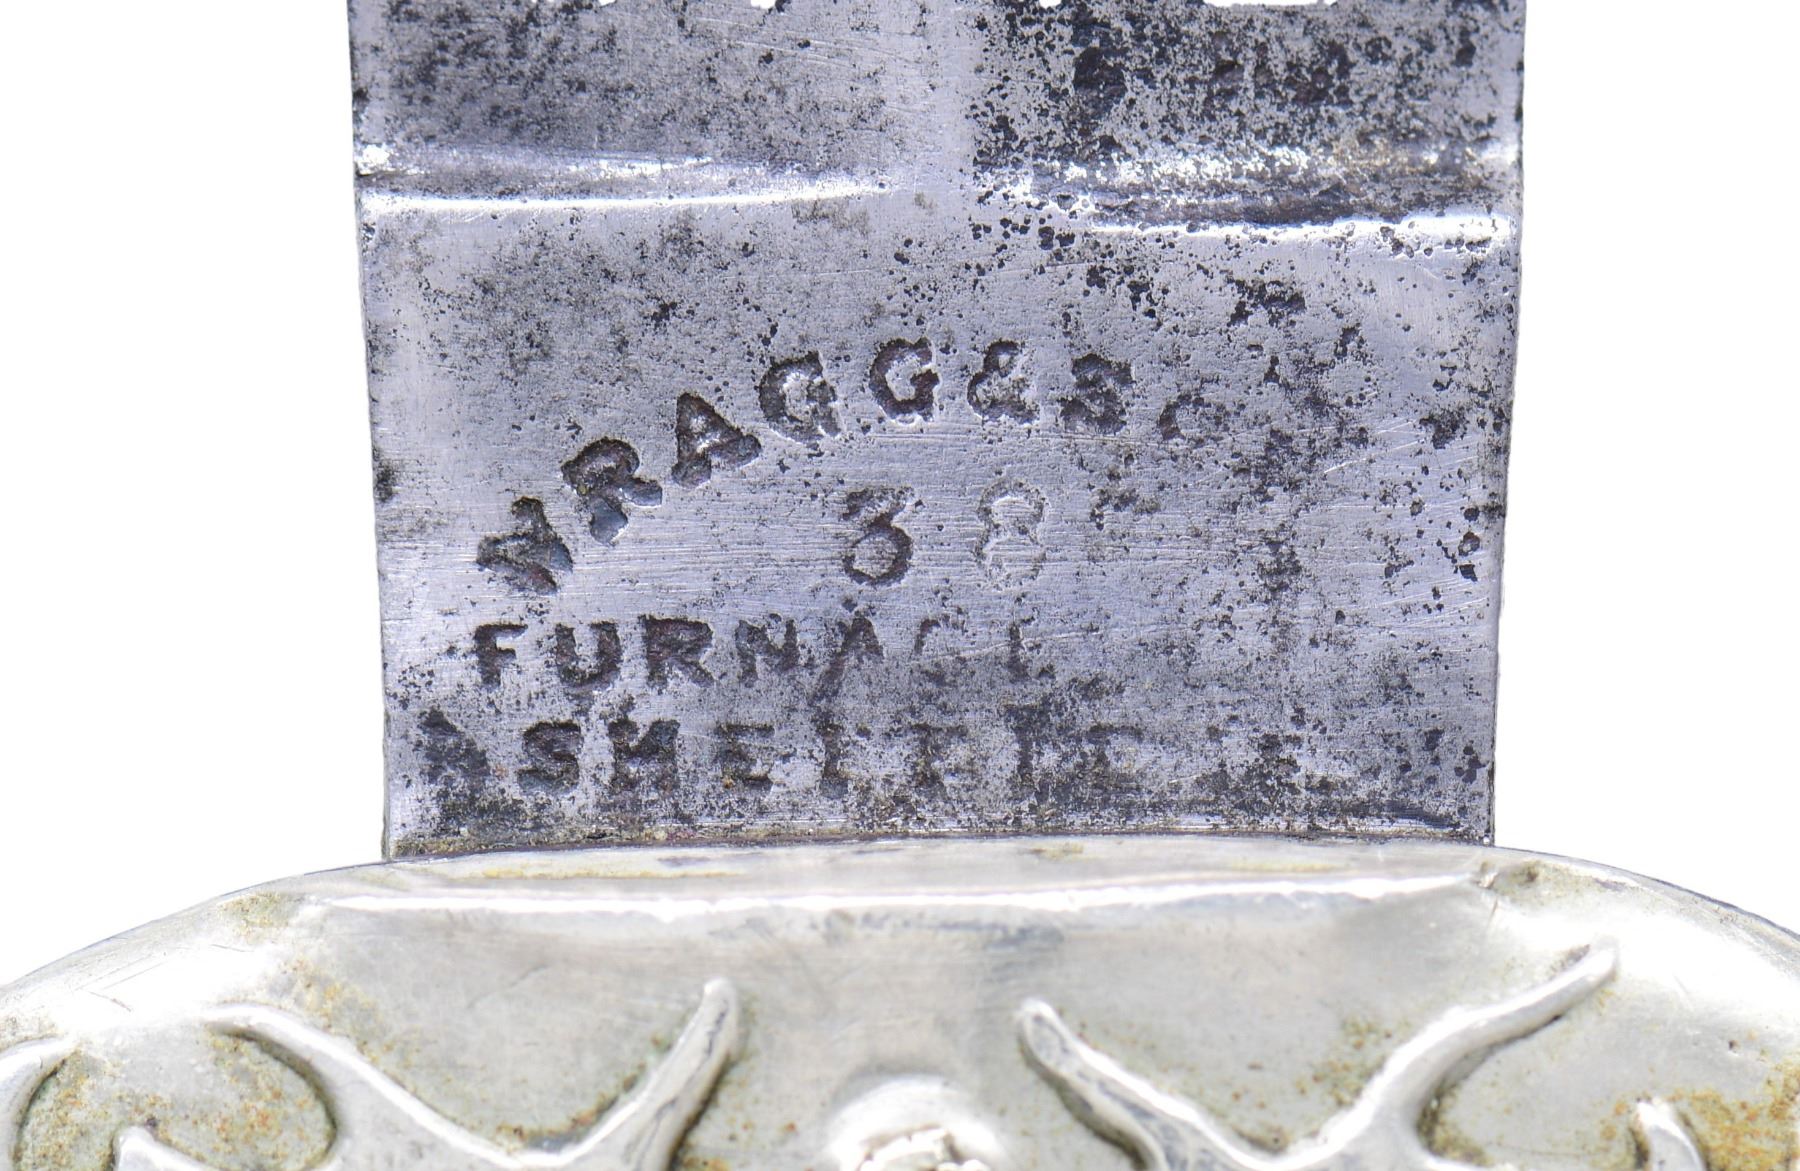 WRAGG & SO
38
FURNACE
SHEFFIE